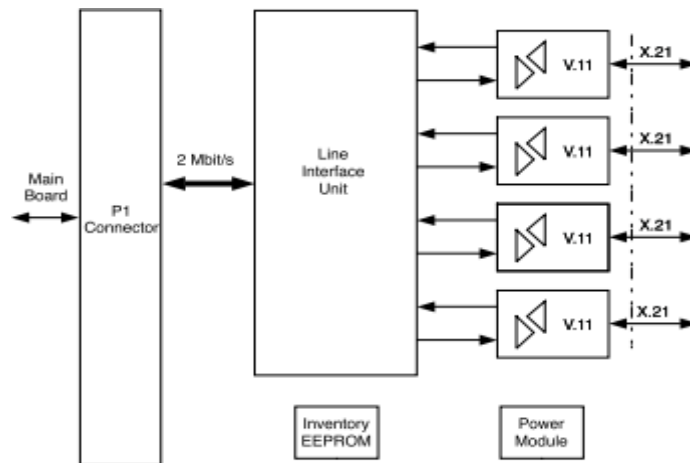 V.11
X.21
2 Mbit/s
Line
Interface
Unit
V.11
X.21
Main
Board
P1
Connector
V.11
X.21
V.11
X.21
Inventory
EEPROM
Power
Module